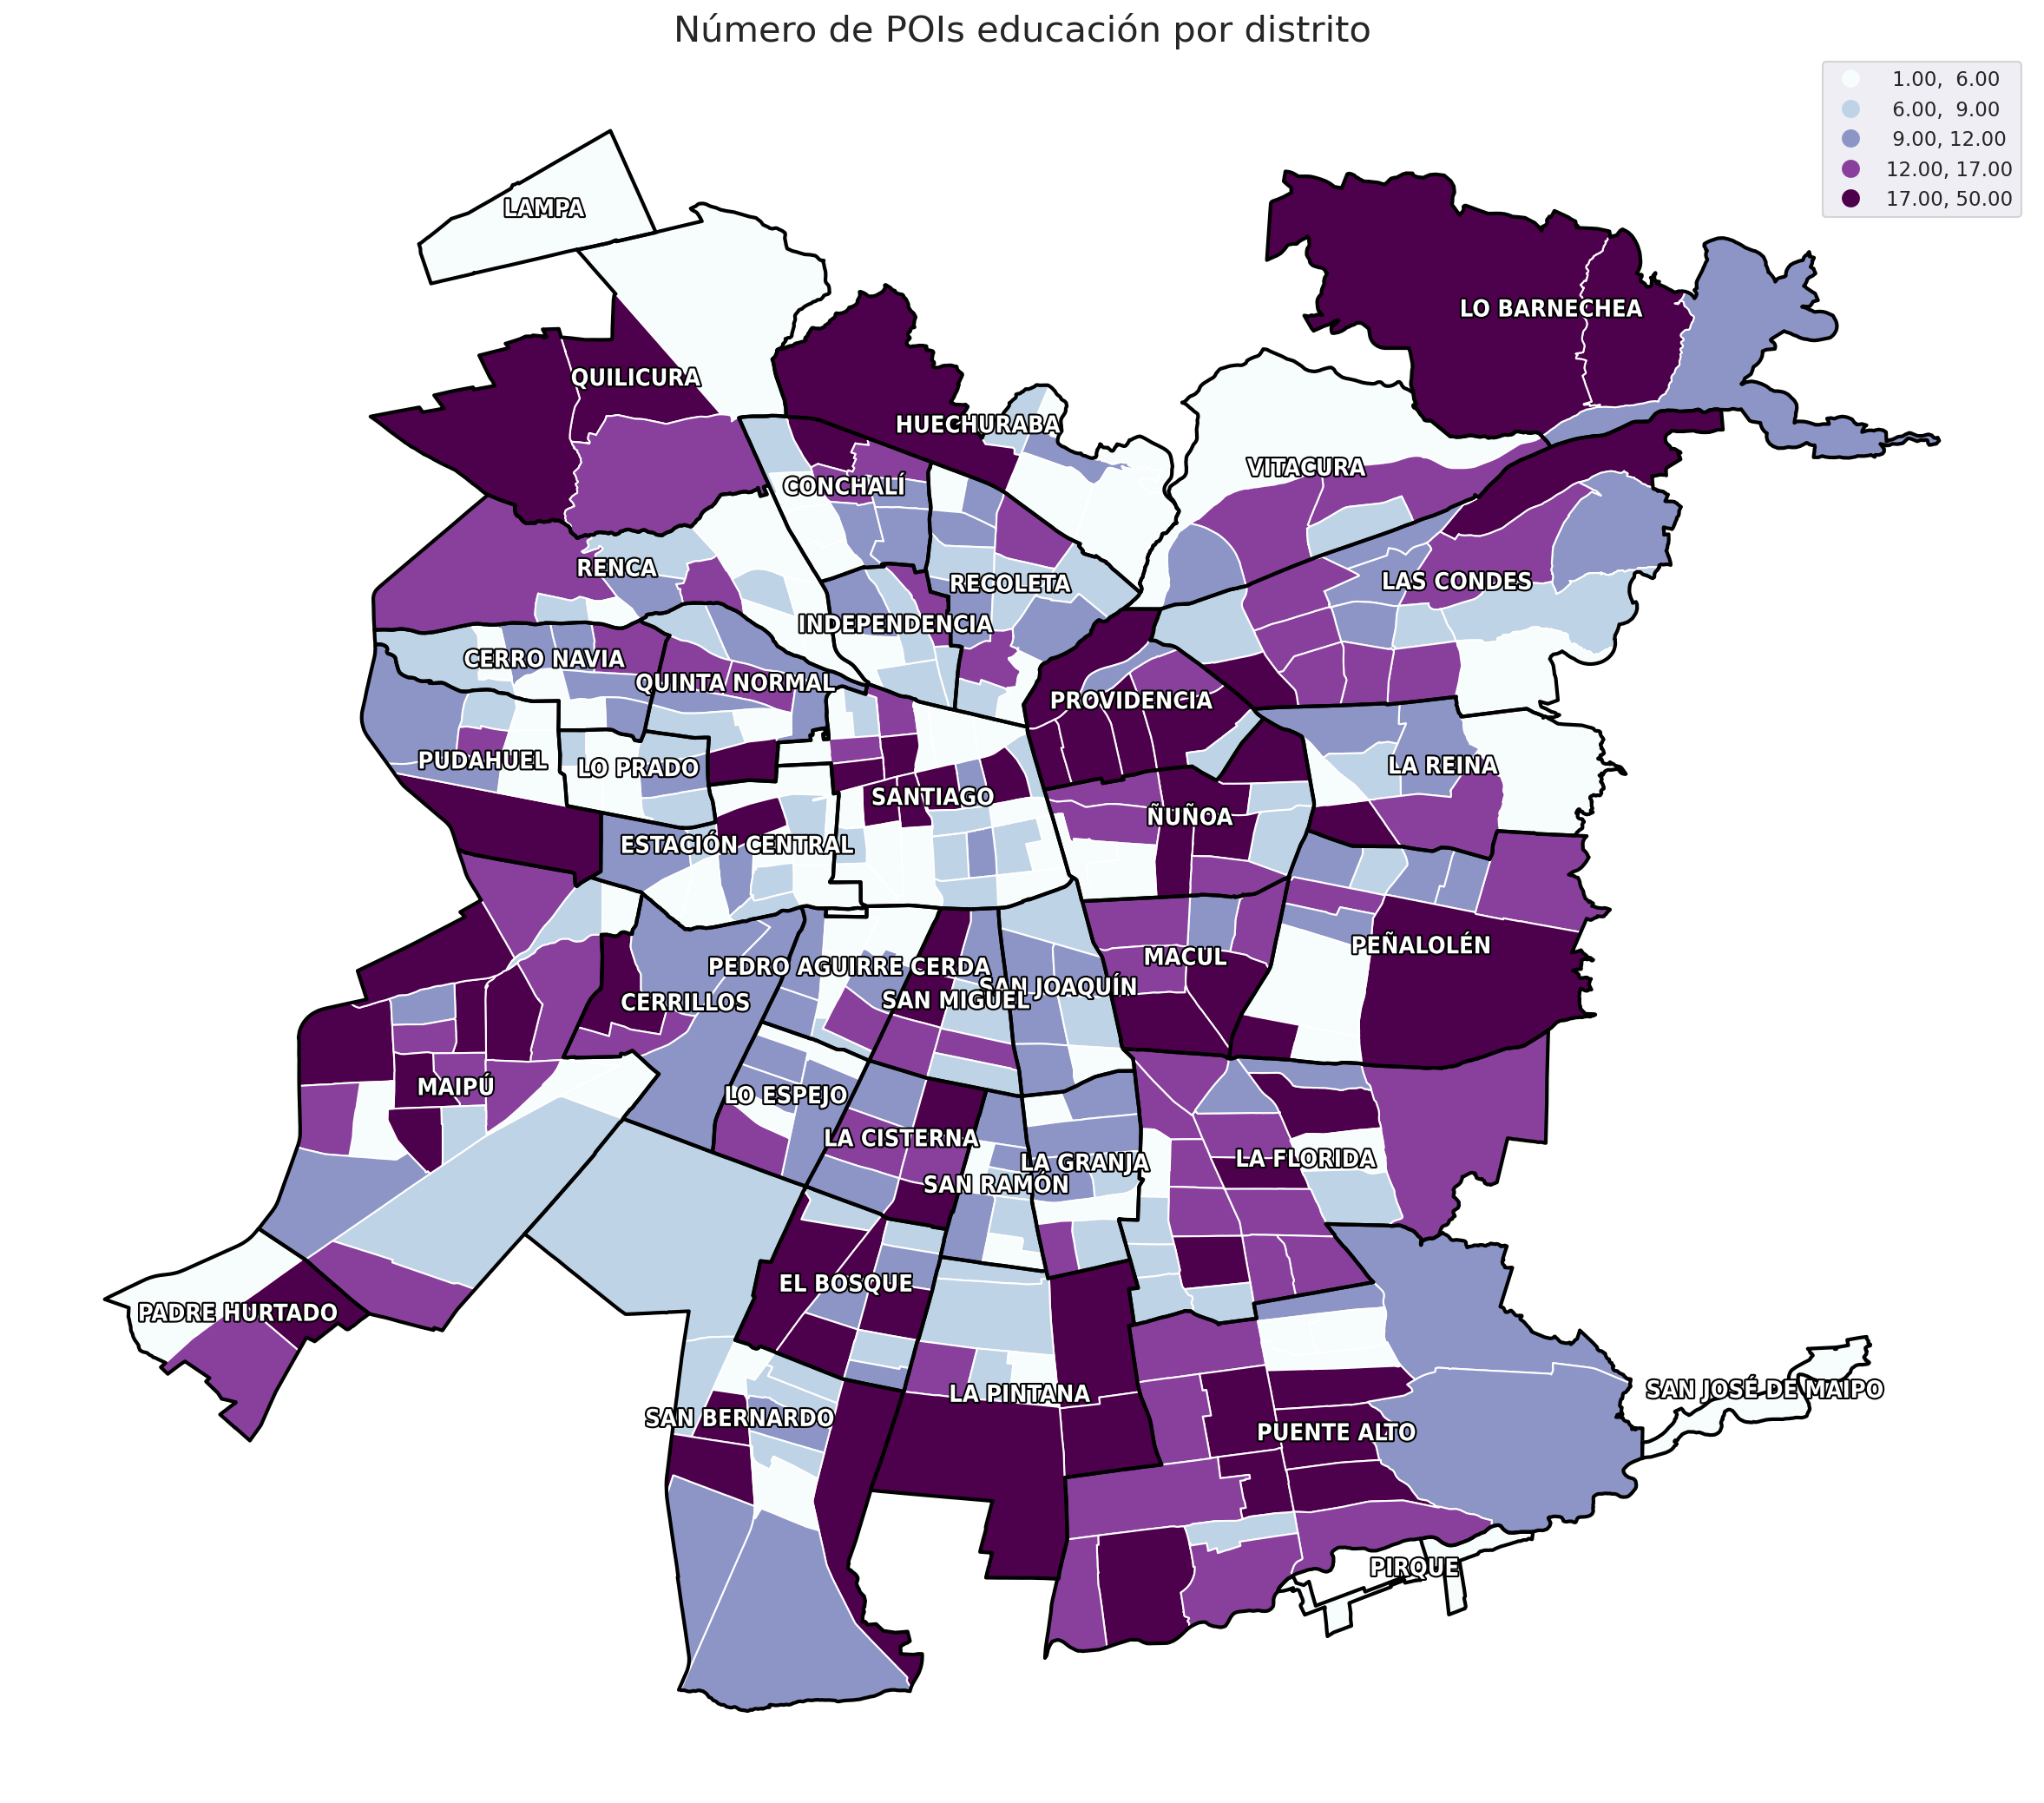 Número de POIs educación por distrito
1.00,  6.00
6.00,  9.00
9.00, 12.00
12.00, 17.00
17.00, 50.00
LAMPA
LO BARNECHEA
QUILICURA
HUECHURABA
VITACURA
CONCHALÍ
RENCA
RECOLETA
LAS CONDES
INDEPENDENCIA
CERRO NAVIA
QUINTA NORMAL
PROVIDENCIA
PUDAHUEL
LO PRADO
LA REINA
SANTIAGO
ÑUÑOA
ESTACIÓN CENTRAL
PEÑALOLÉN
MACUL
PEDRO AGUIRRE CERDA
SAN JOAQUÍN
CERRILLOS
SAN MIGUEL
MAIPÚ
LO ESPEJO
LA CISTERNA
LA GRANJA
LA FLORIDA
SAN RAMÓN
EL BOSQUE
PADRE HURTADO
LA PINTANA
SAN JOSÉ DE MAIPO
SAN BERNARDO
PUENTE ALTO
PIRQUE